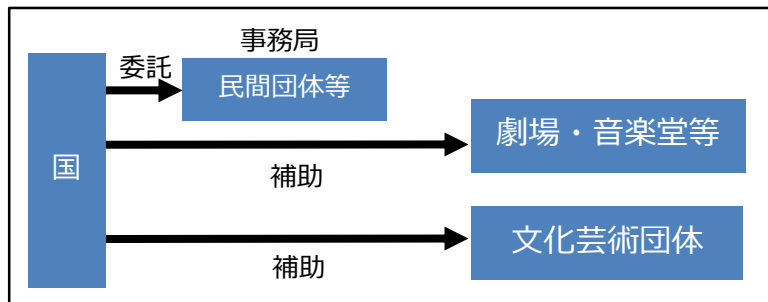 事務局
委託
民間団体等
国
劇場・音楽堂等
補助
文化芸術団体
補助